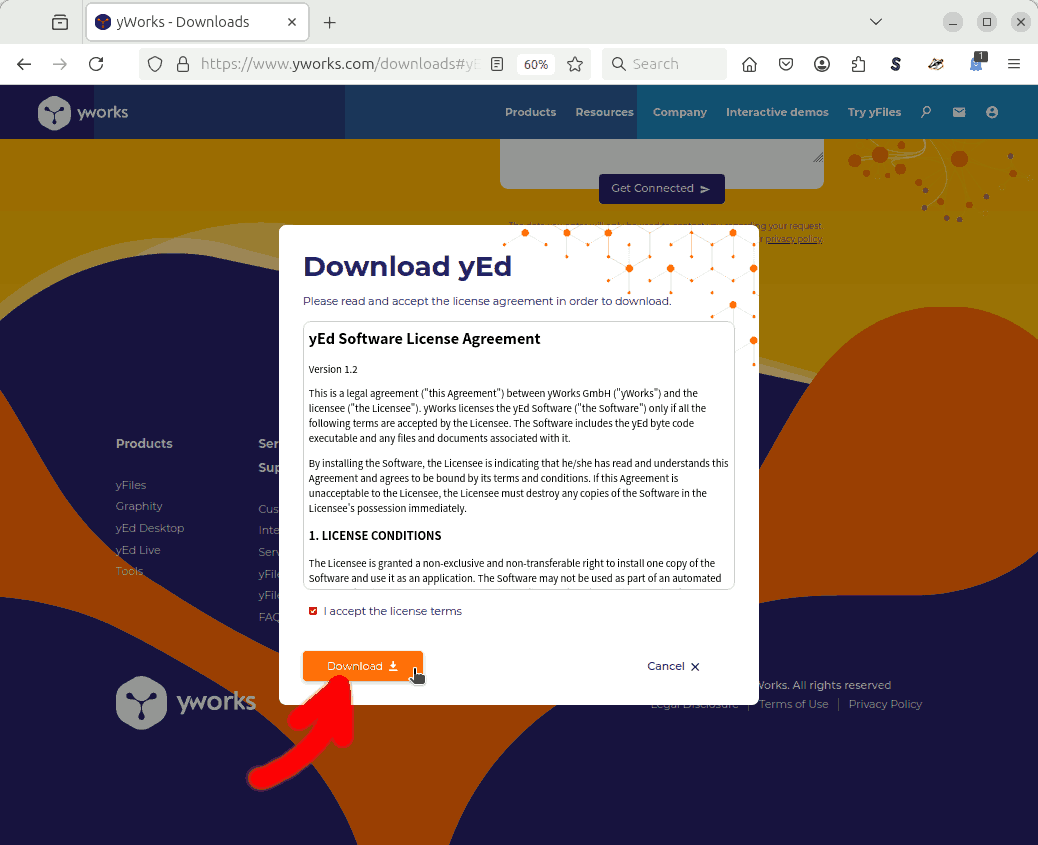 yWorks - Downloads
https://www.yworks.com/downloads#yE
60%
Search
1
yworks
Products Resources Company Interactive demos Try yFiles
Get Connected
your request
privacy policy
Download yEd
Please read and accept the license agreement in order to download.
yEd Software License Agreement
Version 1.2
This is a legal agreement ("this Agreement") between yWorks GmbH ("yWorks") and the
licensee ("the Licensee"). yWorks licenses the yEd Software ("the Software") only if all the
following terms are accepted by the Licensee. The Software includes the yEd byte code
executable and any files and documents associated with it.
By installing the Software, the Licensee is indicating that he/she has read and understands this
Agreement and agrees to be bound by its terms and conditions. If this Agreement is
unacceptable to the Licensee, the Licensee must destroy any copies of the Software in the
Licensee's possession immediately.
1. LICENSE CONDITIONS
The Licensee is granted a non-exclusive and non-transferable right to install one copy of the
Software and use it as an application. The Software may not be used as part of an automated
I accept the license terms
Download
Cancel
Products
yFiles
Graphity
yEd Desktop
yEd Live
Tools
Ser
Sup
Cus
Inte
Serv
yFil
yFil
FAQ
yworks
Works. All rights reserved
Legal Disclosure | Terms of Use | Privacy Policy